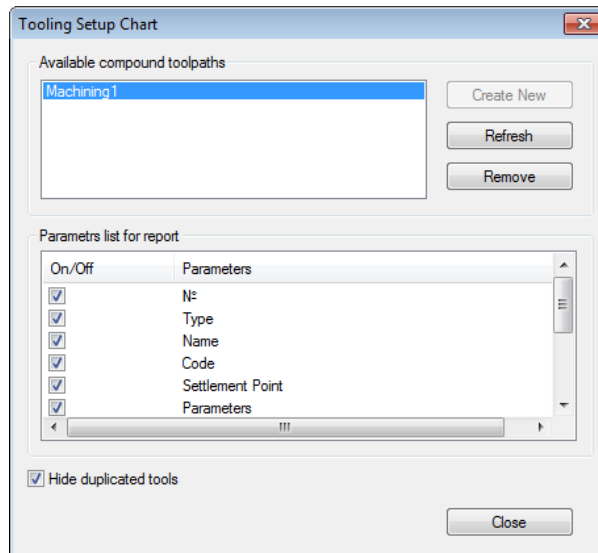 Tooling Setup Chart
Available compound toolpaths
Machining1
Create New
Refresh
Remove
Parametrs list for report
On/Off Parameters
№
Type
Name
Code
Settlement Point
Parameters
Hide duplicated tools
Close